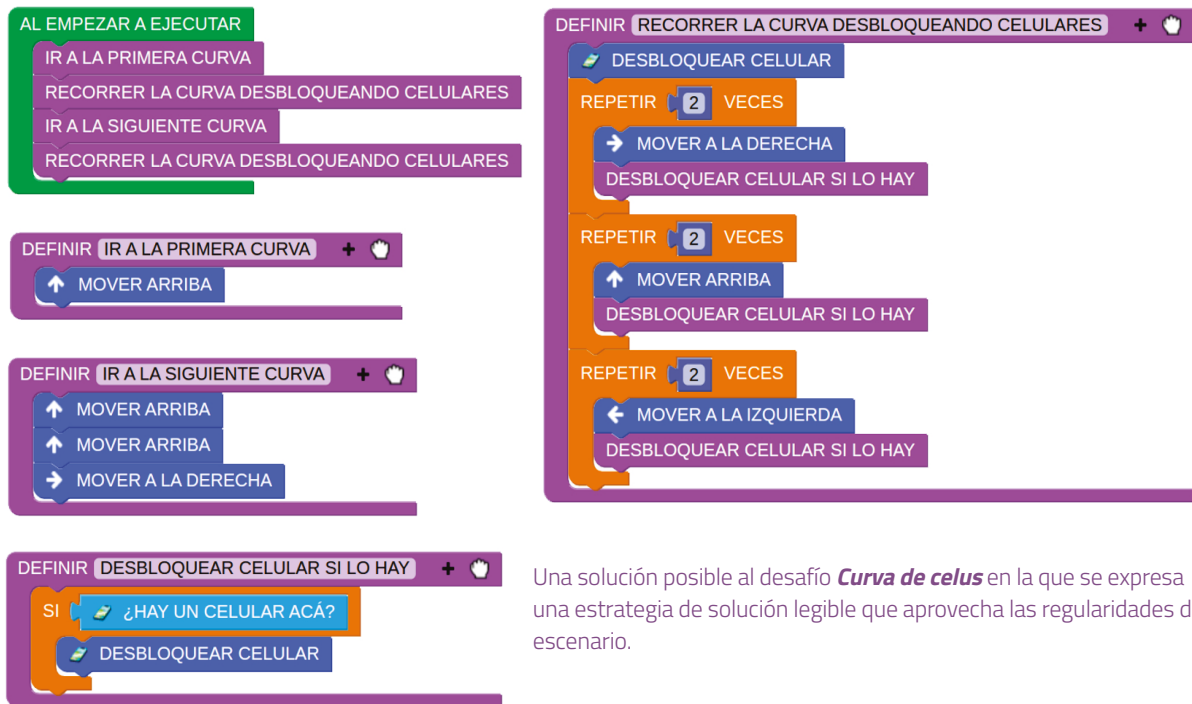 AL EMPEZAR A EJECUTAR
IR A LA PRIMERA CURVA
RECORRER LA CURVA DESBLOQUEANDO CELULARES
IR A LA SIGUIENTE CURVA
RECORRER LA CURVA DESBLOQUEANDO CELULARES
DEFINIR IR A LA PRIMERA CURVA +
MOVER ARRIBA
DEFINIR IR A LA SIGUIENTE CURVA +
MOVER ARRIBA
MOVER ARRIBA
MOVER A LA DERECHA
DEFINIR DESBLOQUEAR CELULAR SI LO HAY +
SI ¿HAY UN CELULAR ACÁ?
DESBLOQUEAR CELULAR
DEFINIR RECORRER LA CURVA DESBLOQUEANDO CELULARES +
DESBLOQUEAR CELULAR
REPETIR 2 VECES
MOVER A LA DERECHA
DESBLOQUEAR CELULAR SI LO HAY
REPETIR 2 VECES
MOVER ARRIBA
DESBLOQUEAR CELULAR SI LO HAY
REPETIR 2 VECES
MOVER A LA IZQUIERDA
DESBLOQUEAR CELULAR SI LO HAY
Una solución posible al desafío Curva de celus en la que se expresa
una estrategia de solución legible que aprovecha las regularidades d
escenario.